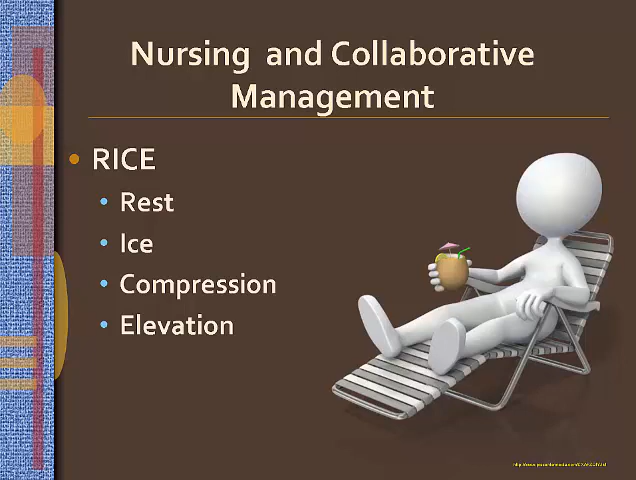 Nursing and Collaborative
Management
• RICE
• Rest
• Ice
• Compression
• Elevation